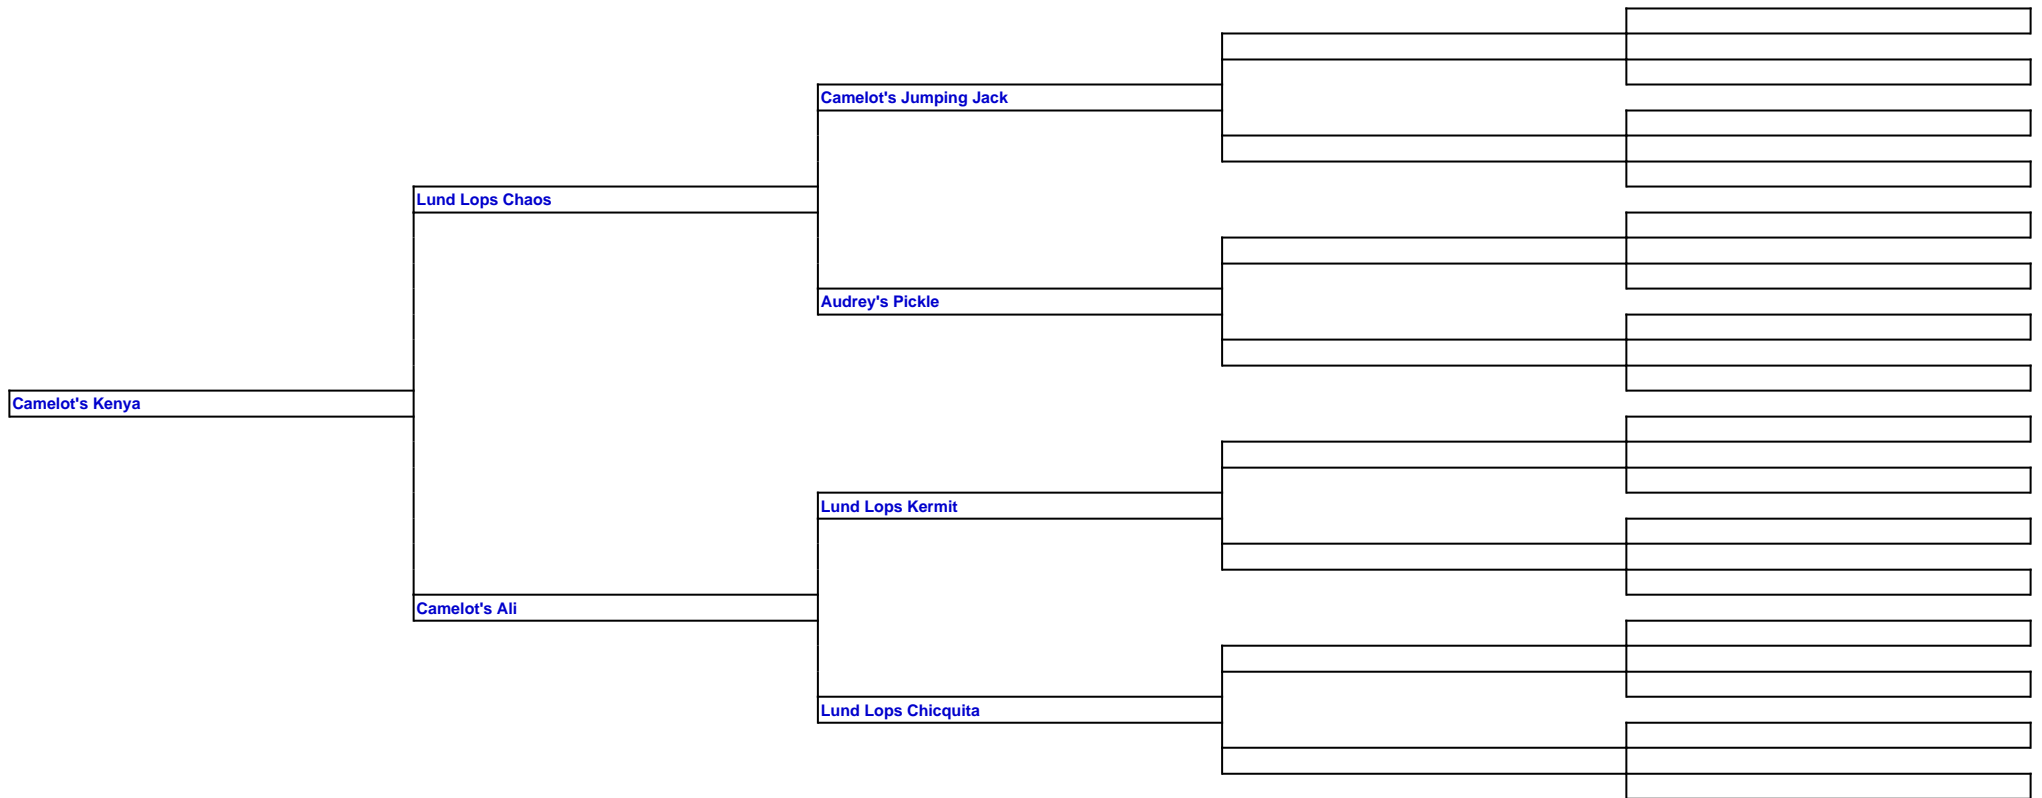 Camelot's Jumping Jack
Lund Lops Chaos
Audrey's Pickle
Camelot's Kenya
Lund Lops Kermit
Camelot's Ali
Lund Lops Chicquita